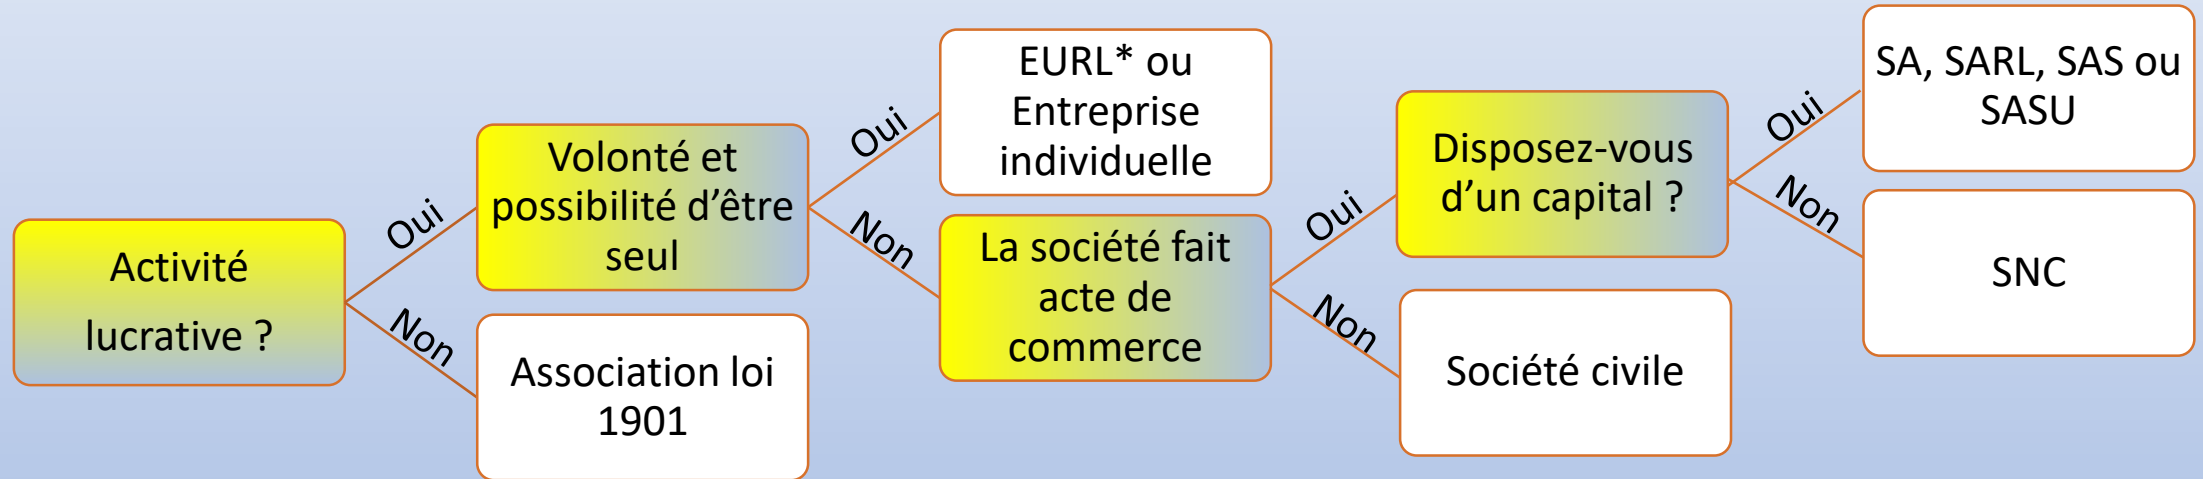 Activité
lucrative ?
Oui
Non
Volonté et
possibilité d'être
seul
Association loi
1901
Oui
Non
EURL* ou
Entreprise
individuelle
La société fait
acte de
commerce
Oui
Non
Disposez-vous
d'un capital ?
Société civile
Oui
Non
SA, SARL, SAS ou
SASU
SNC